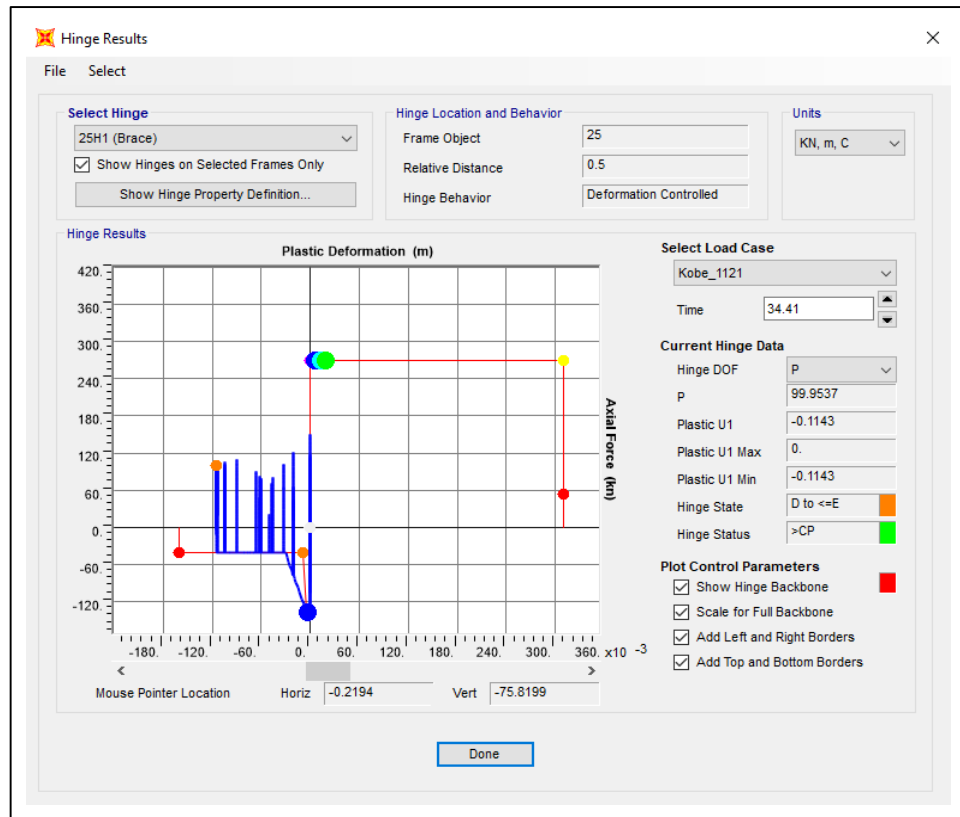 Hinge Results
File Select
Select Hinge
25H1 (Brace)
Show Hinges on Selected Frames Only
Show Hinge Property Definition...
Hinge Location and Behavior
Frame Object 25
Relative Distance 0.5
Hinge Behavior Deformation Controlled
Units
KN, m, C
Hinge Results
Plastic Deformation (m)
420.
360.
300.
240.
180.
120.
60.
0.
-60.
-120.
Axial Force (kn)
-180. -120. -60. 0. 60. 120. 180. 240. 300. 360. x10 -3
Mouse Pointer Location Horiz -0.2194 Vert -75.8199
Select Load Case
Kobe_1121
Time 34.41
Current Hinge Data
Hinge DOF P
P 99.9537
Plastic U1 -0.1143
Plastic U1 Max 0.
Plastic U1 Min -0.1143
Hinge State D to <=E
Hinge Status >CP
Plot Control Parameters
Show Hinge Backbone
Scale for Full Backbone
Add Left and Right Borders
Add Top and Bottom Borders
Done